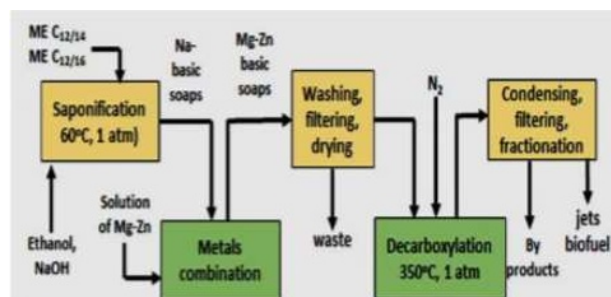 ME C12/14
ME C12/16
Na-
basic
soaps
Mg-Zn
basic
soaps
Saponification
60ºC, 1 atm)
Washing,
filtering,
drying
N2
Condensing,
filtering,
fractionation
Ethanol,
NaOH
Solution
of Mg-Zn
Metals
combination
waste
Decarboxylation
350ºC, 1 atm
By
products
jets
biofuel